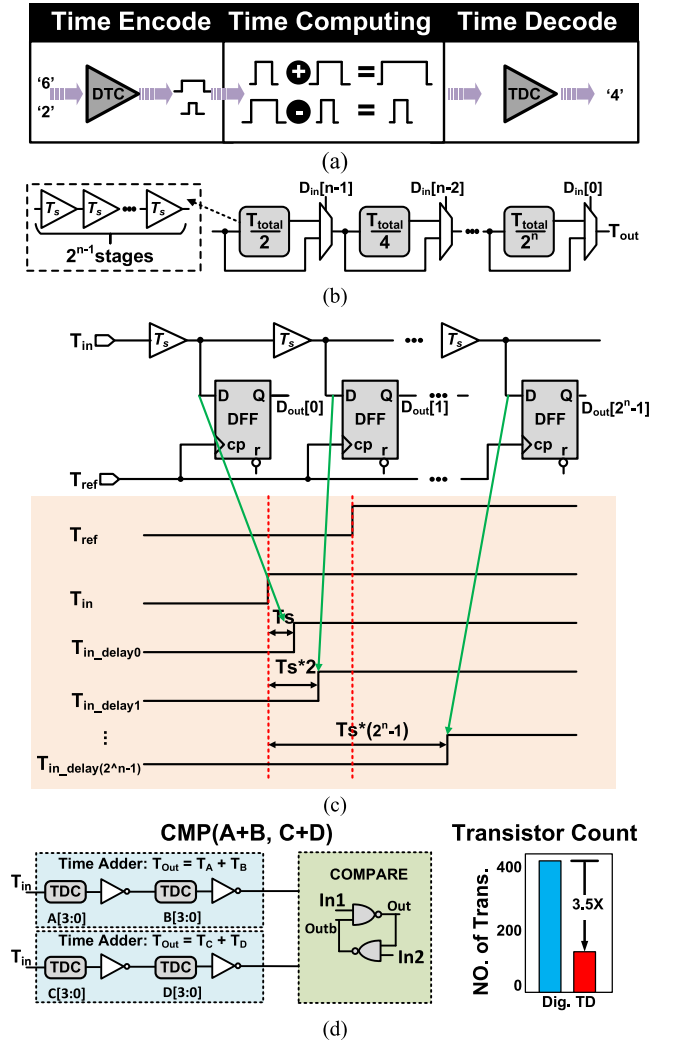 Time Encode Time Computing Time Decode
'6'
'2'
DTC
+
=
-
=
TDC
'4'
(a)
Ts Ts ••• Ts
2^n-1 stages
D_in[n-1] D_in[n-2] D_in[0]
T_total/2
T_total/4
•••
T_total/2^n
T_out
(b)
T_in Ts Ts ••• Ts
D Q D Q D Q
D_out[0] D_out[1] D_out[2^n-1]
DFF DFF DFF
cp r cp r cp r
T_ref •••
T_ref
T_in
Ts
T_in_delay0
Ts*2
T_in_delay1
⋮
Ts*(2^n-1)
T_in_delay(2^n-1)
(c)
CMP(A+B, C+D)
Time Adder: T_Out = T_A + T_B
T_in TDC TDC
A[3:0] B[3:0]
Time Adder: T_Out = T_C + T_D
T_in TDC TDC
C[3:0] D[3:0]
COMPARE
In1
Out
Outb
In2
Transistor Count
NO. of Trans.
400
200
0
3.5X
Dig. TD
(d)